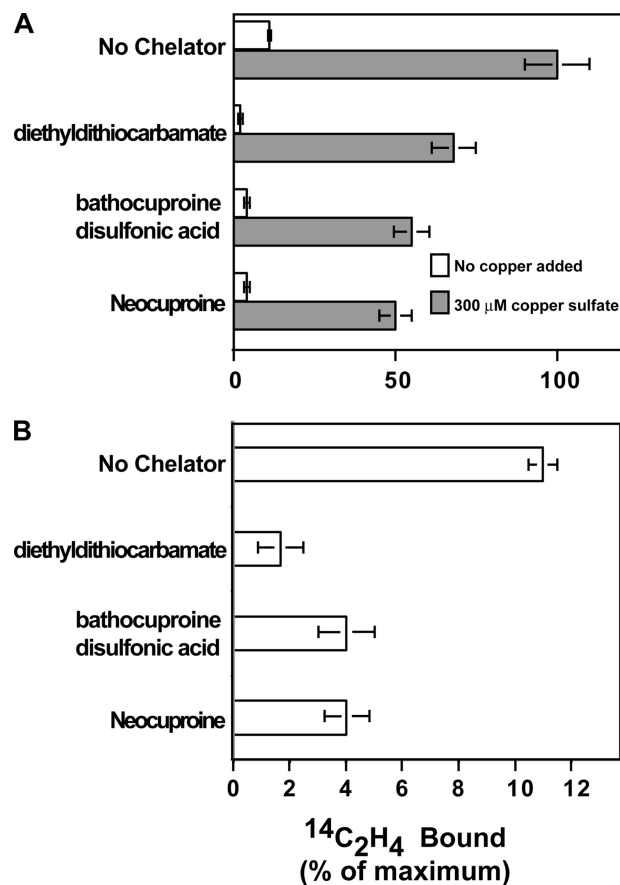 A
No Chelator
diethyldithiocarbamate
bathocuproine
disulfonic acid
Neocuproine
No copper added
300 μM copper sulfate
0 50 100
B
No Chelator
diethyldithiocarbamate
bathocuproine
disulfonic acid
Neocuproine
0 2 4 6 8 10 12
¹⁴C₂H₄ Bound
(% of maximum)